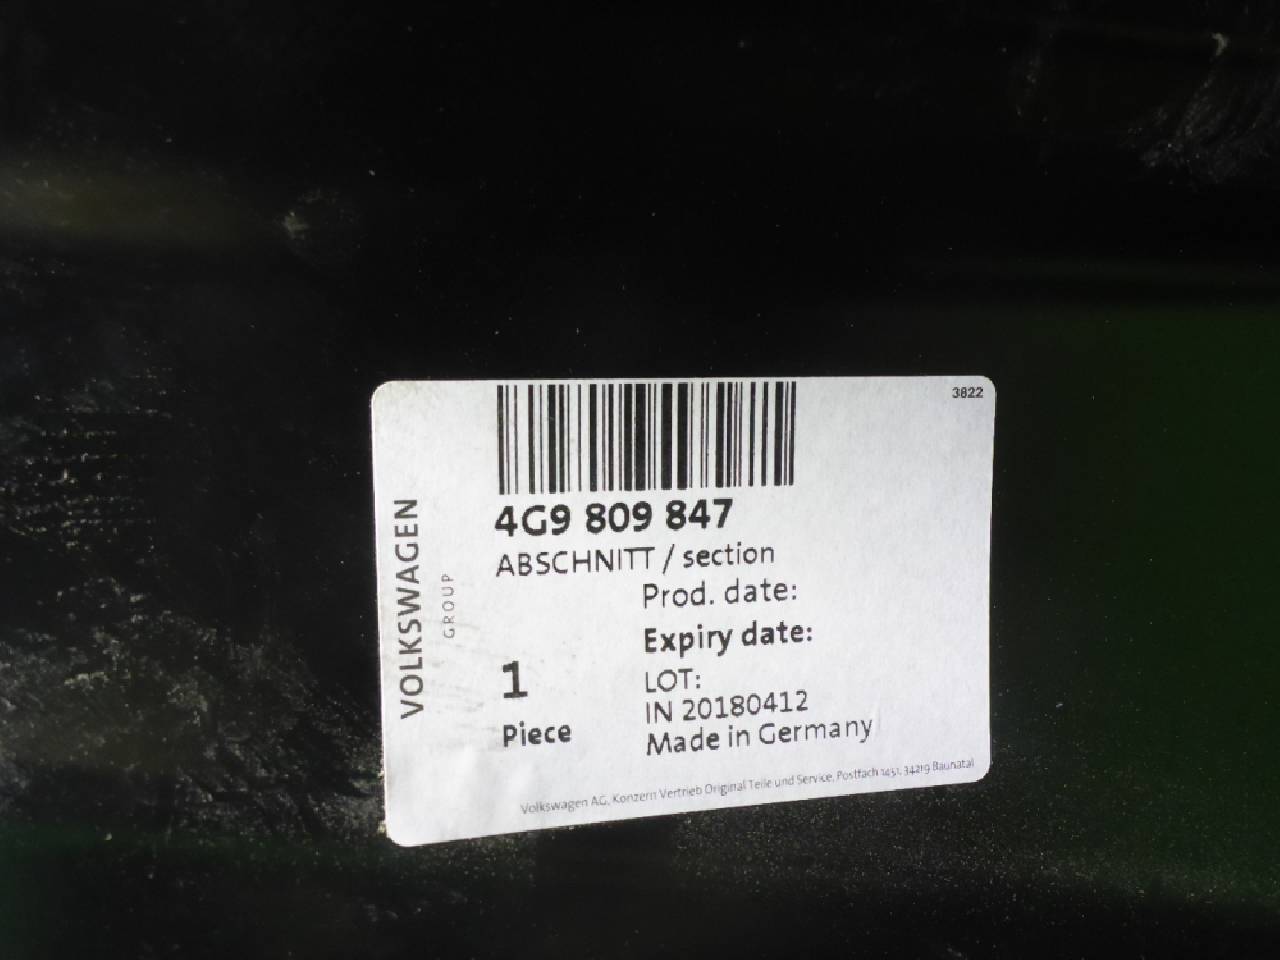 3822
4G9 809 847
ABSCHNITT / section
Prod. date:
Expiry date:
LOT:
IN 20180412
Made in Germany
1
Piece
VOLKSWAGEN
GROUP
Volkswagen AG, Konzern Vertrieb Original Teile und Service, Postfach 1451, 34219 Baunatal